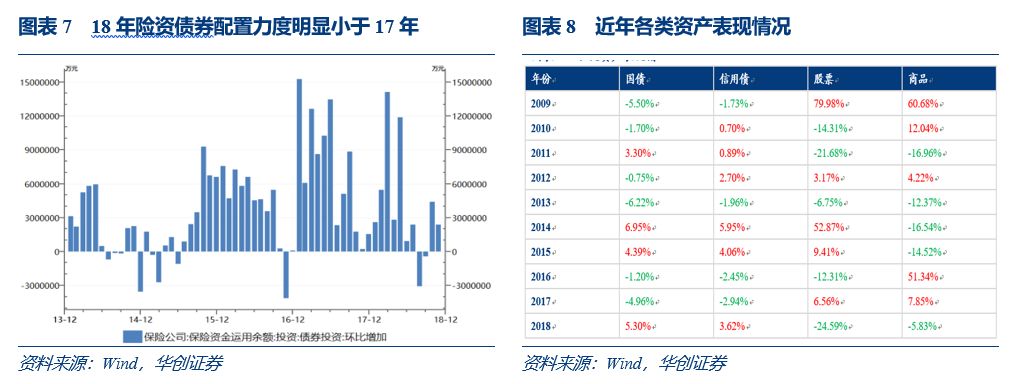 图表 7 18 年险资债券配置力度明显小于 17 年
万元 万元
15000000 15000000
12000000 12000000
9000000 9000000
6000000 6000000
3000000 3000000
0 0
-3000000 -3000000
13-12 14-12 15-12 16-12 17-12 18-12
保险公司:保险资金运用余额:投资:债券投资:环比增加
资料来源：Wind，华创证券
图表 8 近年各类资产表现情况
年份 国债 信用债 股票 商品
2009 -5.50% -1.73% 79.98% 60.68%
2010 -1.70% 0.70% -14.31% 12.04%
2011 3.30% 0.89% -21.68% -16.96%
2012 -0.75% 2.70% 3.17% 4.22%
2013 -6.22% -1.96% -6.75% -12.37%
2014 6.95% 5.95% 52.87% -16.54%
2015 4.39% 4.06% 9.41% -14.52%
2016 -1.20% -2.45% -12.31% 51.34%
2017 -4.96% -2.94% 6.56% 7.85%
2018 5.30% 3.62% -24.59% -5.83%
资料来源：Wind，华创证券